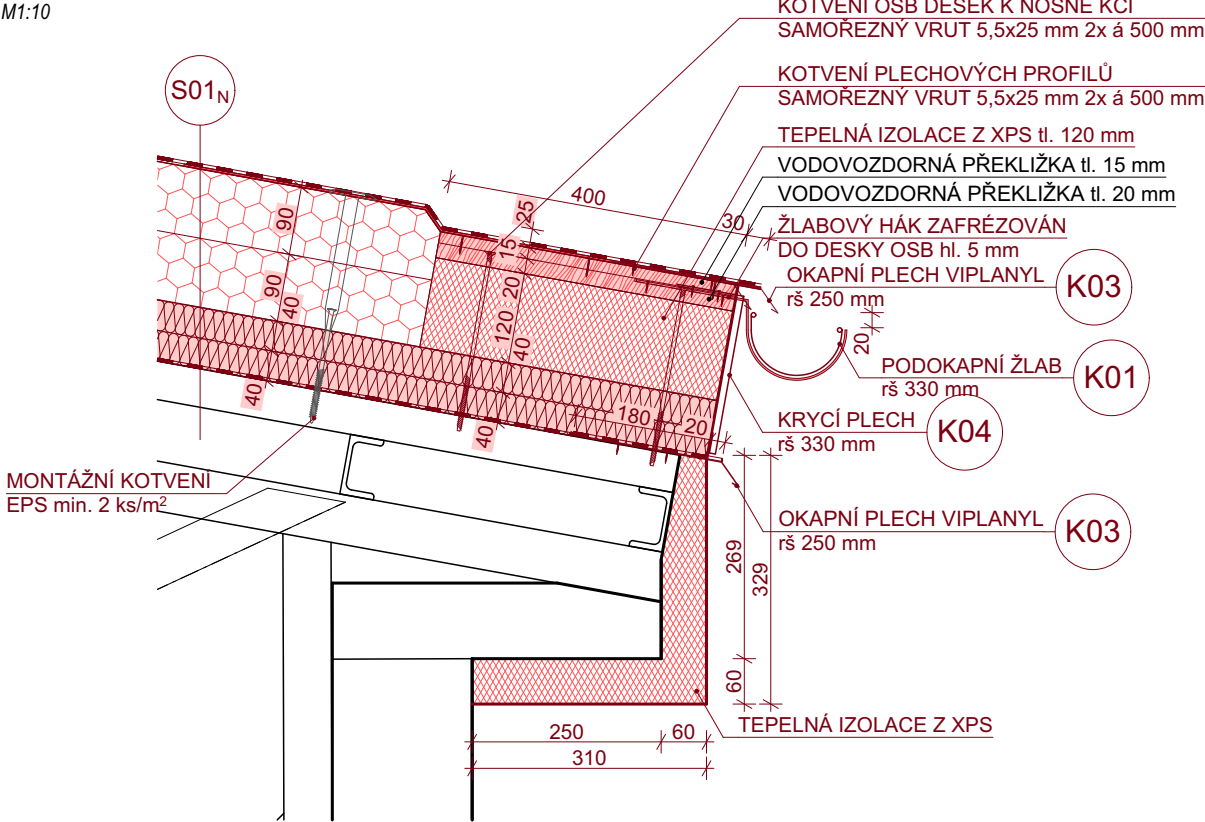 M1:10
KOTVENÍ OSB DESEK K NOSNÉ KCI
SAMOŘEZNÝ VRUT 5,5x25 mm 2x á 500 mm
S01N
KOTVENÍ PLECHOVÝCH PROFILŮ
SAMOŘEZNÝ VRUT 5,5x25 mm 2x á 500 mm
TEPELNÁ IZOLACE Z XPS tl. 120 mm
VODOVOZDORNÁ PŘEKLIŽKA tl. 15 mm
VODOVOZDORNÁ PŘEKLIŽKA tl. 20 mm
400
25
30
90
15
ŽLABOVÝ HÁK ZAFRÉZOVÁN
DO DESKY OSB hl. 5 mm
OKAPNÍ PLECH VIPLANYL
rš 250 mm
K03
90
40
20
120
40
20
PODOKAPNÍ ŽLAB
rš 330 mm
K01
40
40
180
20
KRYCÍ PLECH
rš 330 mm
K04
MONTÁŽNÍ KOTVENÍ
EPS min. 2 ks/m²
OKAPNÍ PLECH VIPLANYL
rš 250 mm
K03
269
329
60
TEPELNÁ IZOLACE Z XPS
250
60
310